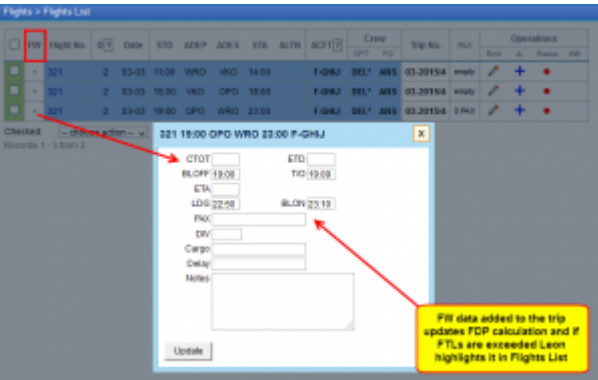 Flights > Flights List
Crew Operations
FW Flight No. Date STD ADEP ADES STA ALTN ACFT CPT FO Trip No. PAX Edit Status
321 2 03-03 11:00 WRO VKO 14:00 F-GHIJ DEL* ANS 03-2015/4 empty
321 2 03-03 VKO OPO 18:00 F-GHIJ DEL* ANS 03-2015/4 empty
321 2 03-03 19:00 OPO WRO 23:00 F-GHIJ DEL* ANS 03-2015/4 0 PAX
Checked: -- choose action --
Records 1 - 3 from 3
321 19:00 OPO WRO 23:00 F-GHIJ x
CTOT ETD
BLOFF 19:00 T/O 19:09
ETA
LDG 22:58 BLON 23:10
PAX
DIV
Cargo
Delay
Notes
Update
FW data added to the trip
updates FDP calculation and if
FTLs are exceeded Leon
highlights it in Flights List